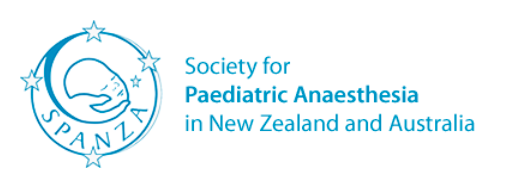 SPANZA
Society for
Paediatric Anaesthesia
in New Zealand and Australia